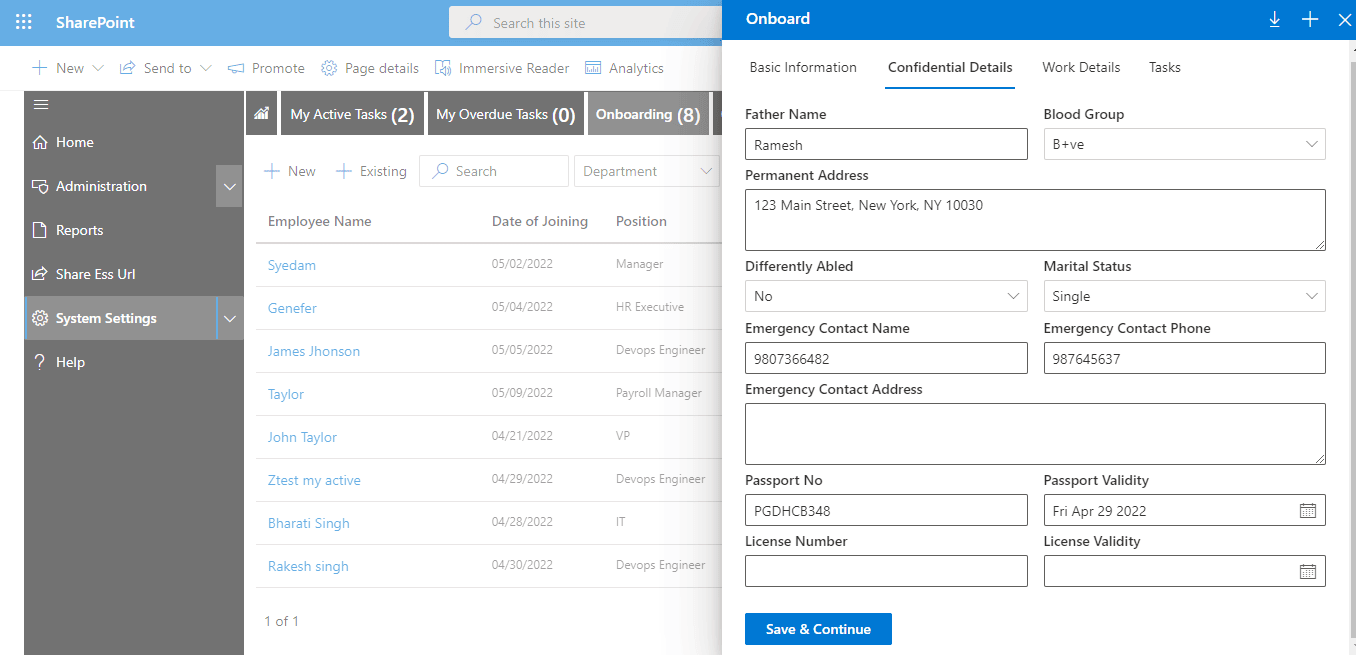 SharePoint
Search this site
New
Send to
Promote
Page details
Immersive Reader
Analytics
Home
Administration
Reports
Share Ess Url
System Settings
Help
My Active Tasks (2)
My Overdue Tasks (0)
Onboarding (8)
New
Existing
Search
Department
Employee Name Date of Joining Position
Syedam 05/02/2022 Manager
Genefer 05/04/2022 HR Executive
James Jhonson 05/05/2022 Devops Engineer
Taylor 05/09/2022 Payroll Manager
John Taylor 04/21/2022 VP
Ztest my active 04/29/2022 Devops Engineer
Bharati Singh 04/28/2022 IT
Rakesh singh 04/30/2022 Devops Engineer
1 of 1
Onboard
Basic Information Confidential Details Work Details Tasks
Father Name Blood Group
Ramesh B+ve
Permanent Address
123 Main Street, New York, NY 10030
Differently Abled Marital Status
No Single
Emergency Contact Name Emergency Contact Phone
9807366482 987645637
Emergency Contact Address
Passport No Passport Validity
PGDHCB348 Fri Apr 29 2022
License Number License Validity
Save & Continue